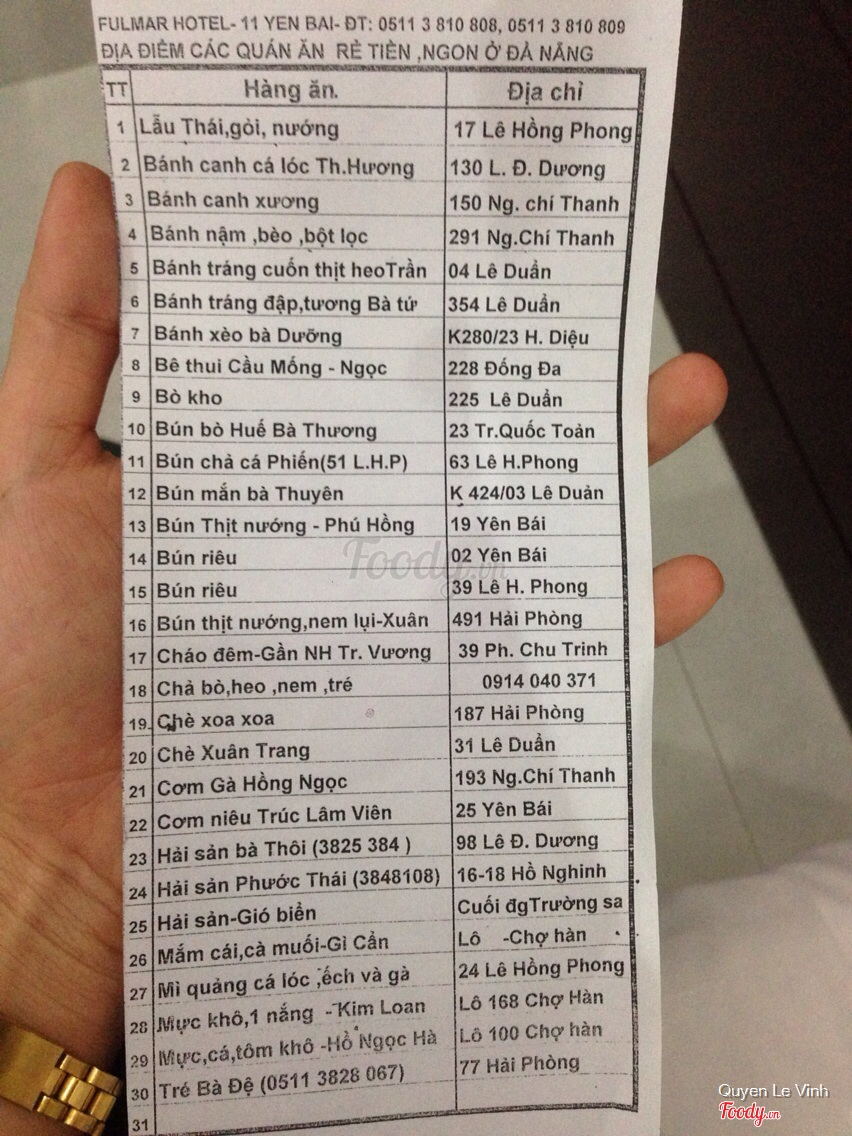 FULMAR HOTEL- 11 YEN BAI- ĐT: 0511 3 810 808, 0511 3 810 809
ĐỊA ĐIỂM CÁC QUÁN ĂN RẺ TIỀN ,NGON Ở ĐÀ NẴNG
TT Hàng ăn. Địa chỉ
1 Lẫu Thái,gỏi, nướng 17 Lê Hồng Phong
2 Bánh canh cá lóc Th.Hương 130 L. Đ. Dương
3 Bánh canh xương 150 Ng. chí Thanh
4 Bánh nậm ,bèo ,bột lọc 291 Ng.Chí Thanh
5 Bánh tráng cuốn thịt heoTrần 04 Lê Duẩn
6 Bánh tráng đập,tương Bà tứ 354 Lê Duẩn
7 Bánh xèo bà Dưỡng K280/23 H. Diệu
8 Bê thui Cầu Mống - Ngọc 228 Đống Đa
9 Bò kho 225 Lê Duẩn
10 Bún bò Huế Bà Thương 23 Tr.Quốc Toản
11 Bún chả cá Phiến(51 L.H.P) 63 Lê H.Phong
12 Bún mắn bà Thuyên K 424/03 Lê Duản
13 Bún Thịt nướng - Phú Hồng 19 Yên Bái
14 Bún riêu 02 Yên Bái
15 Bún riêu 39 Lê H. Phong
16 Bún thịt nướng,nem lụi-Xuân 491 Hải Phòng
17 Cháo đêm-Gần NH Tr. Vương 39 Ph. Chu Trinh
18 Chả bò,heo ,nem ,tré 0914 040 371
19 Chè xoa xoa 187 Hải Phòng
20 Chè Xuân Trang 31 Lê Duẩn
21 Cơm Gà Hồng Ngọc 193 Ng.Chí Thanh
22 Cơm niêu Trúc Lâm Viên 25 Yên Bái
23 Hải sản bà Thôi (3825 384 ) 98 Lê Đ. Dương
24 Hải sản Phước Thái (3848108) 16-18 Hồ Nghinh
25 Hải sản-Gió biển Cuối đgTrường sa
26 Mắm cái,cà muối-Gì Cần Lô -Chợ hàn
27 Mì quảng cá lóc ,ếch và gà 24 Lê Hồng Phong
28 Mực khô,1 nắng -Kim Loan Lô 168 Chợ Hàn
29 Mực,cá,tôm khô -Hồ Ngọc Hà Lô 100 Chợ hàn
30 Tré Bà Đệ (0511 3828 067) 77 Hải Phòng
31
Foody.vn
Quyen Le Vinh
Foody.vn